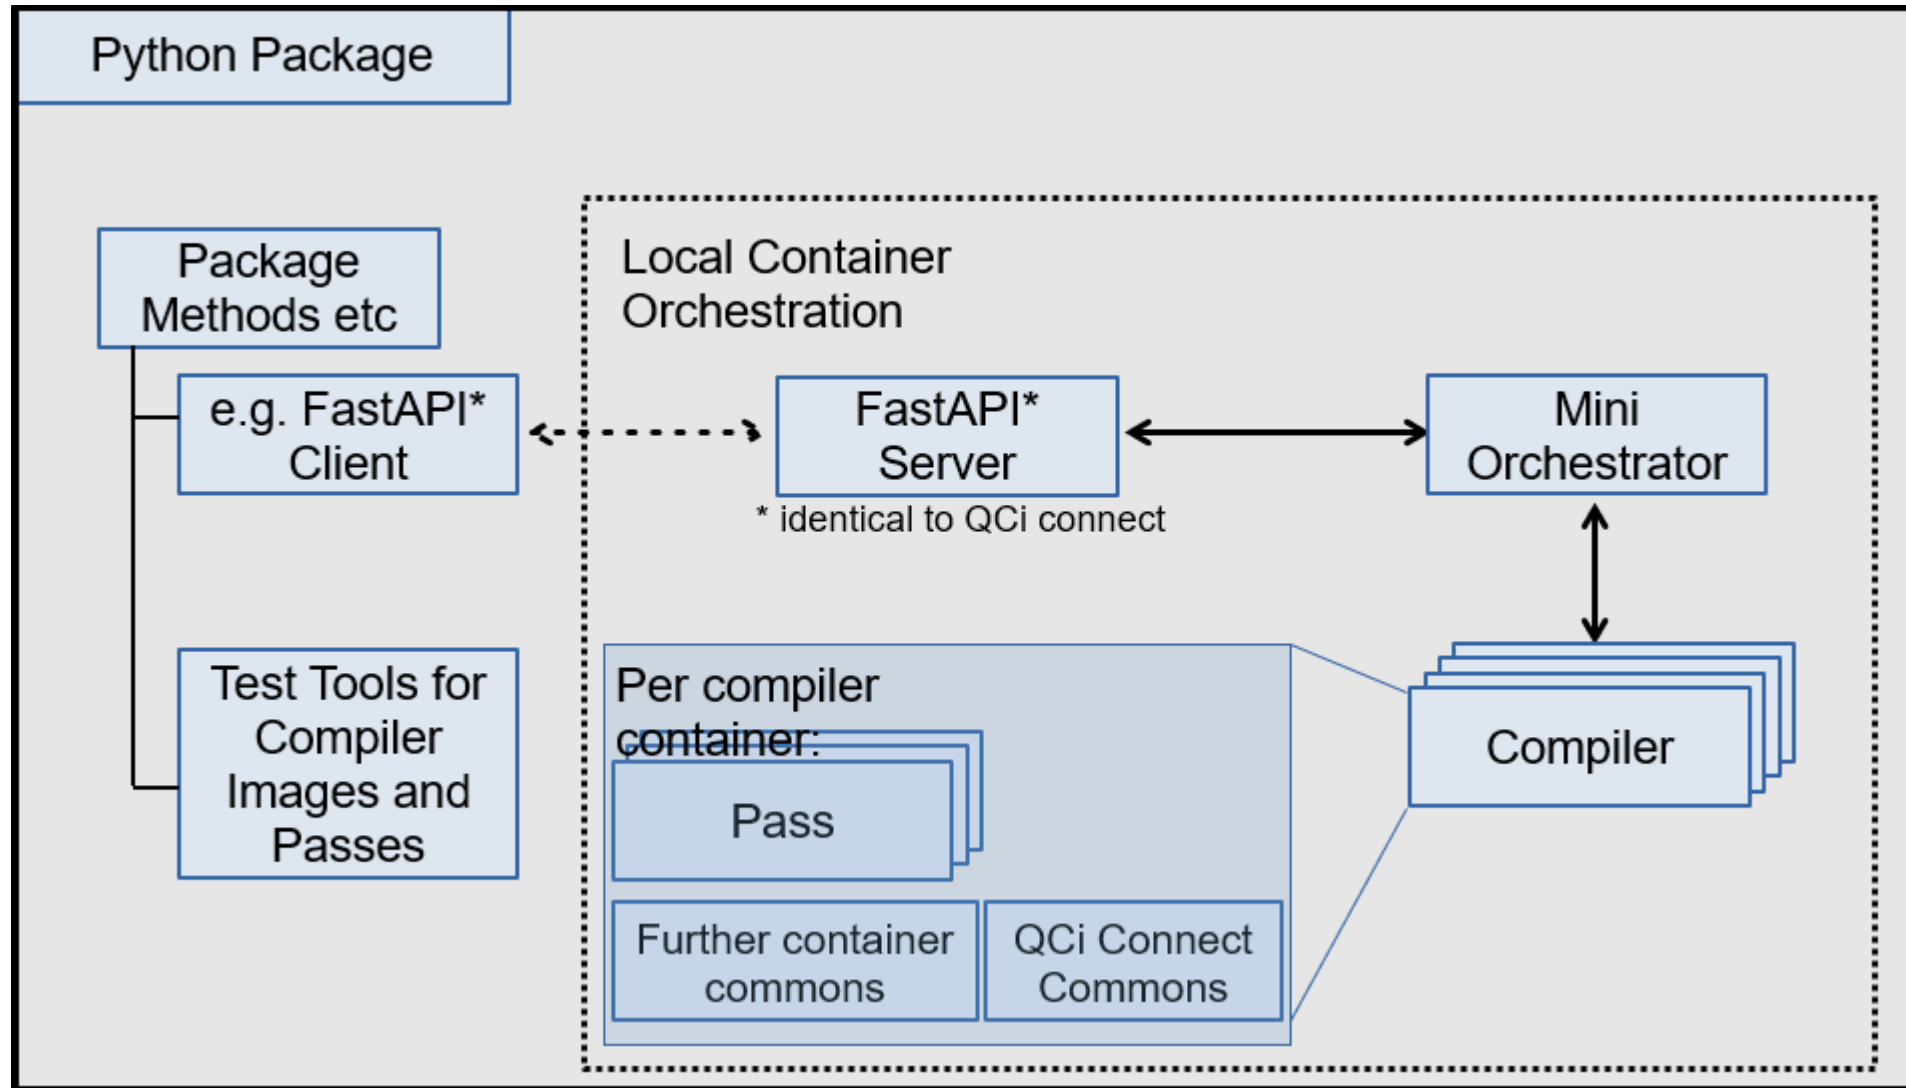 Python Package
Package
Methods etc
e.g. FastAPI*
Client
Test Tools for
Compiler
Images and
Passes
Local Container
Orchestration
FastAPI*
Server
* identical to QCi connect
Mini
Orchestrator
Compiler
Per compiler
container:
Pass
Further container
commons
QCi Connect
Commons